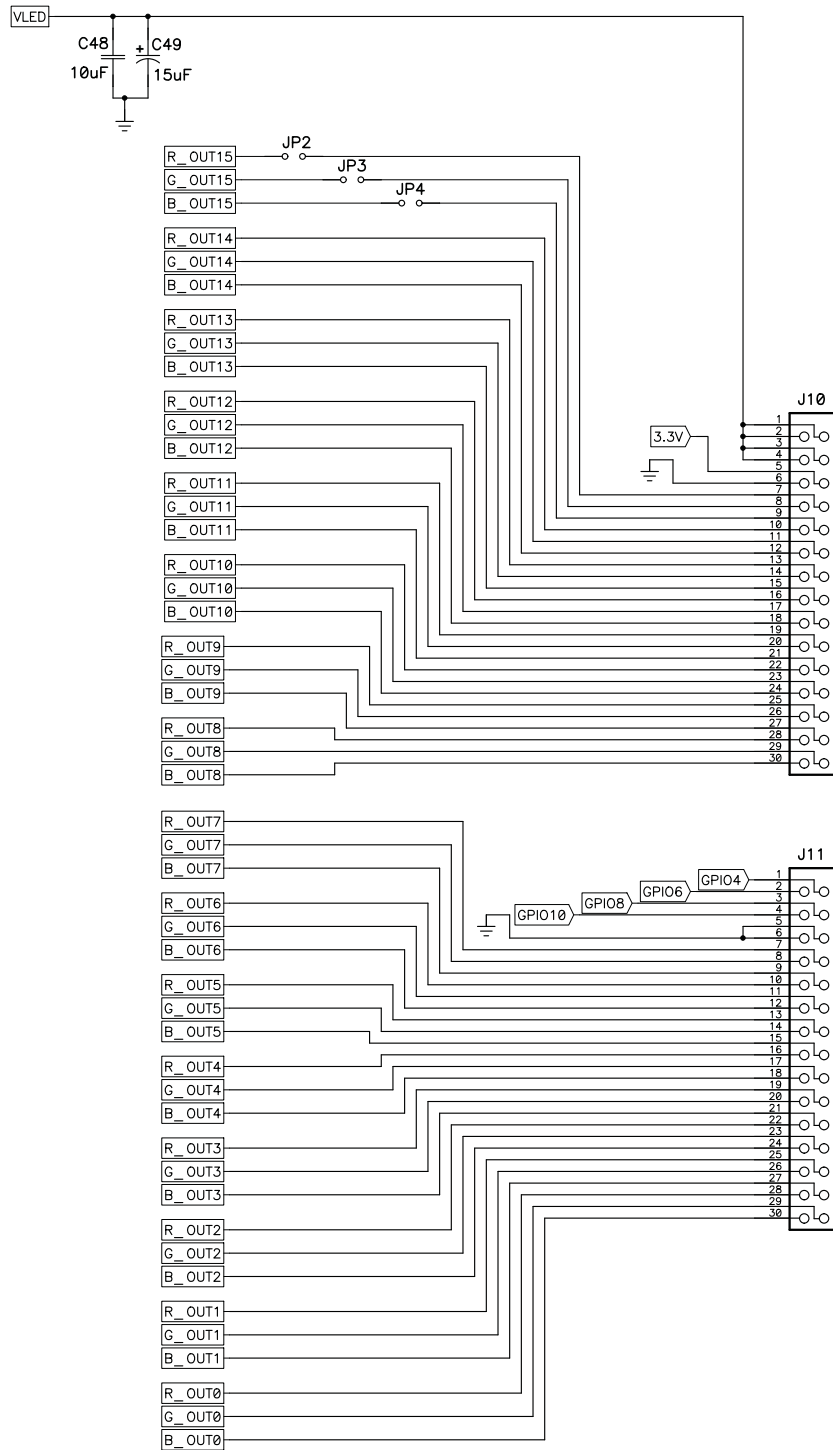 VLED
C48
+ C49
10uF
15uF
JP2
R_OUT15
JP3
G_OUT15
JP4
B_OUT15
R_OUT14
G_OUT14
B_OUT14
R_OUT13
G_OUT13
B_OUT13
R_OUT12
G_OUT12
B_OUT12
R_OUT11
G_OUT11
B_OUT11
R_OUT10
G_OUT10
B_OUT10
R_OUT9
G_OUT9
B_OUT9
R_OUT8
G_OUT8
B_OUT8
3.3V
J10
1
2
3
4
5
6
7
8
9
10
11
12
13
14
15
16
17
18
19
20
21
22
23
24
25
26
27
28
29
30
R_OUT7
G_OUT7
B_OUT7
R_OUT6
G_OUT6
B_OUT6
R_OUT5
G_OUT5
B_OUT5
R_OUT4
G_OUT4
B_OUT4
R_OUT3
G_OUT3
B_OUT3
R_OUT2
G_OUT2
B_OUT2
R_OUT1
G_OUT1
B_OUT1
R_OUT0
G_OUT0
B_OUT0
GPIO4
GPIO6
GPIO8
GPIO10
J11
1
2
3
4
5
6
7
8
9
10
11
12
13
14
15
16
17
18
19
20
21
22
23
24
25
26
27
28
29
30